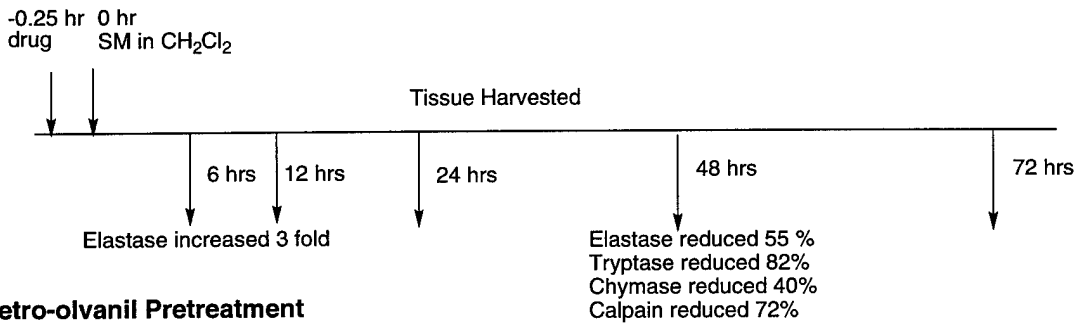 -0.25 hr 0 hr
drug SM in CH2Cl2
Tissue Harvested
6 hrs 12 hrs 24 hrs 48 hrs 72 hrs
Elastase increased 3 fold
Elastase reduced 55 %
Tryptase reduced 82%
Chymase reduced 40%
Calpain reduced 72%
etro-olvanil Pretreatment